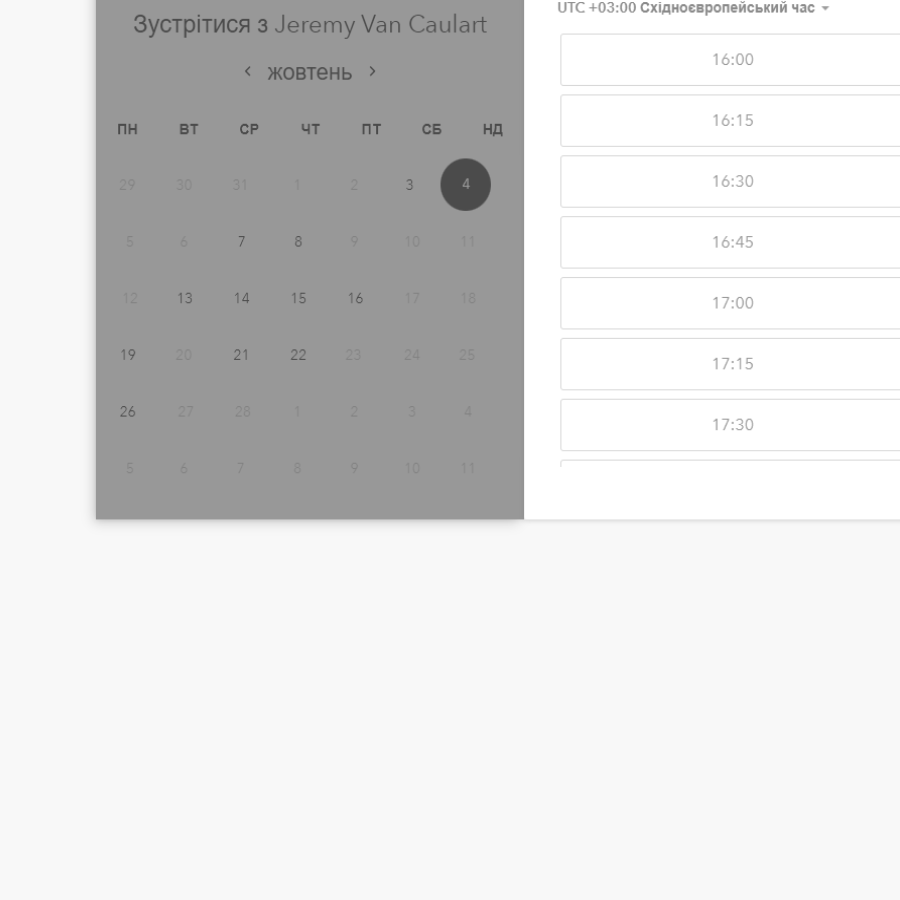 Зустрітися з Jeremy Van Caulart
жовтень
ПН ВТ СР ЧТ ПТ СБ НД
29 30 31 1 2 3 4
5 6 7 8 9 10 11
12 13 14 15 16 17 18
19 20 21 22 23 24 25
26 27 28 1 2 3 4
5 6 7 8 9 10 11
UTC +03:00 Східноєвропейський час
16:00
16:15
16:30
16:45
17:00
17:15
17:30